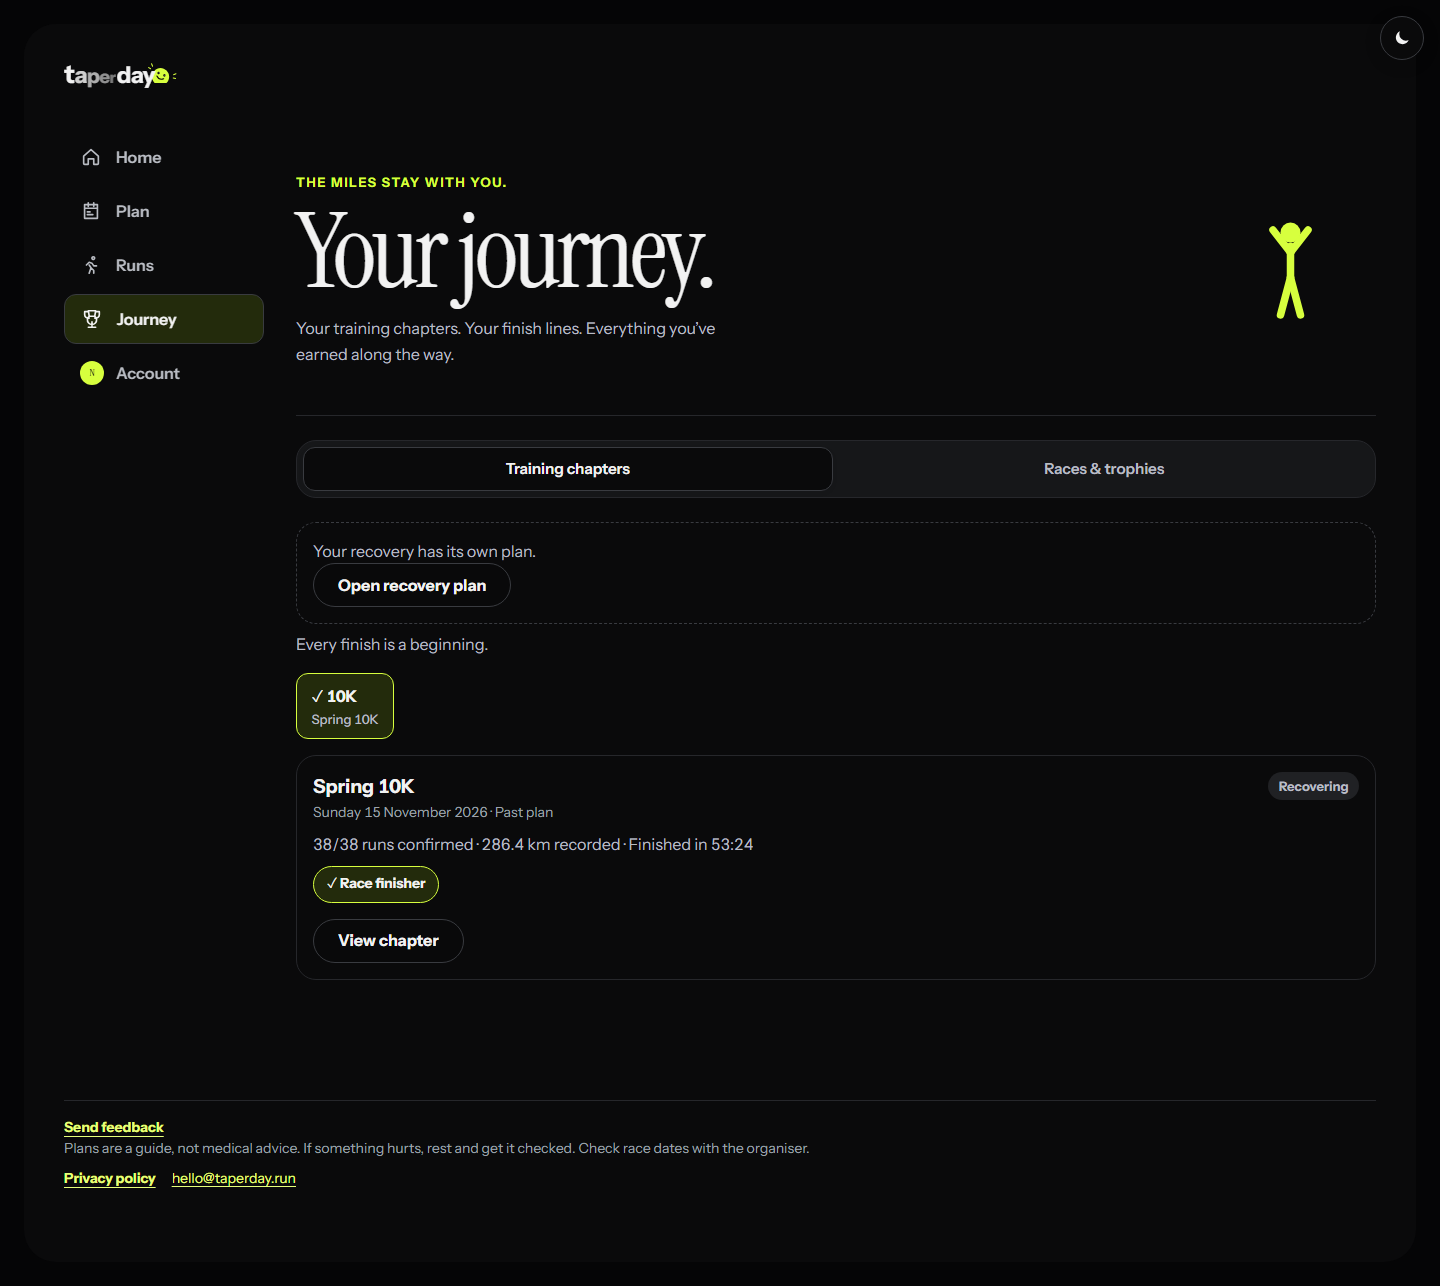 taperday
Home
Plan
Runs
Journey
N
Account
THE MILES STAY WITH YOU.
Your journey.
Your training chapters. Your finish lines. Everything you’ve
earned along the way.
Training chapters
Races & trophies
Your recovery has its own plan.
Open recovery plan
Every finish is a beginning.
✓ 10K
Spring 10K
Spring 10K
Recovering
Sunday 15 November 2026 · Past plan
38/38 runs confirmed · 286.4 km recorded · Finished in 53:24
✓ Race finisher
View chapter
Send feedback
Plans are a guide, not medical advice. If something hurts, rest and get it checked. Check race dates with the organiser.
Privacy policy
hello@taperday.run